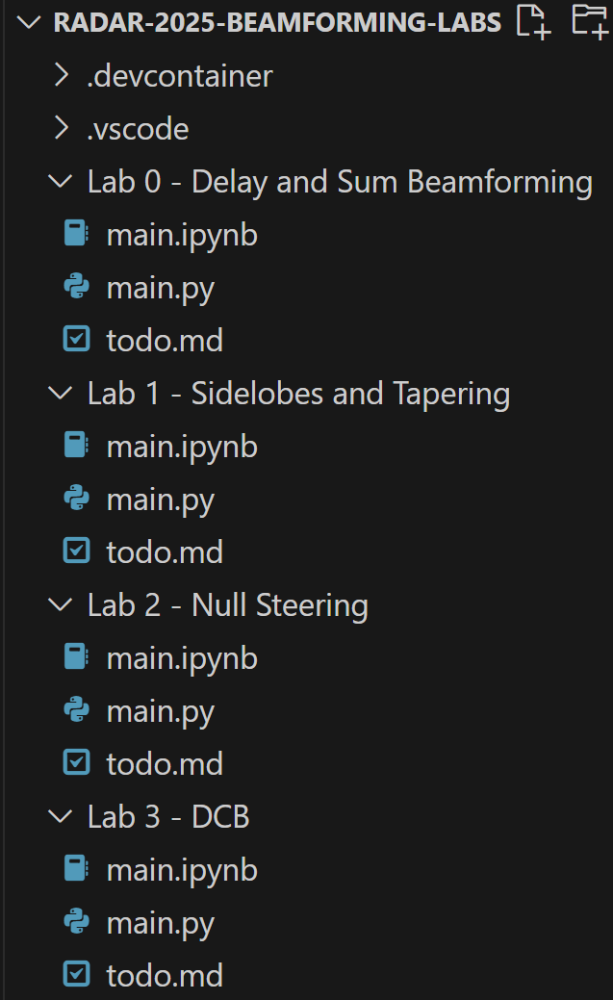 RADAR-2025-BEAMFORMING-LABS
.devcontainer
.vscode
Lab 0 - Delay and Sum Beamforming
main.ipynb
main.py
todo.md
Lab 1 - Sidelobes and Tapering
main.ipynb
main.py
todo.md
Lab 2 - Null Steering
main.ipynb
main.py
todo.md
Lab 3 - DCB
main.ipynb
main.py
todo.md